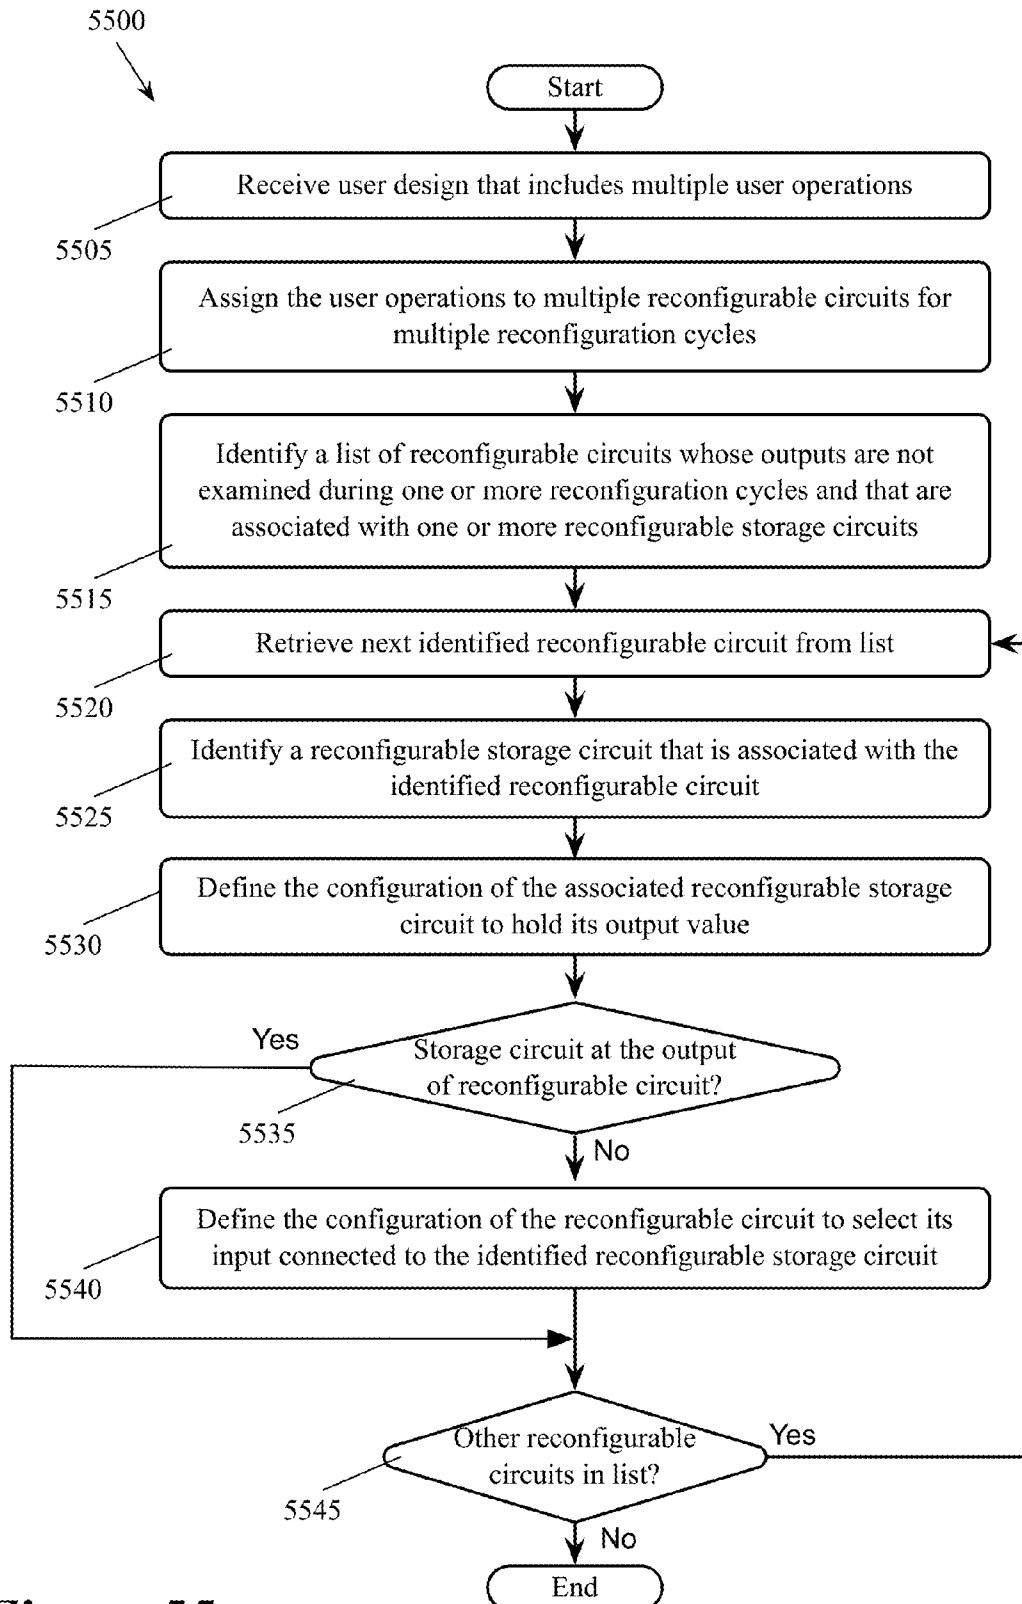 5500
Start
Receive user design that includes multiple user operations
5505
Assign the user operations to multiple reconfigurable circuits for
multiple reconfiguration cycles
5510
Identify a list of reconfigurable circuits whose outputs are not
examined during one or more reconfiguration cycles and that are
associated with one or more reconfigurable storage circuits
5515
Retrieve next identified reconfigurable circuit from list
5520
Identify a reconfigurable storage circuit that is associated with the
identified reconfigurable circuit
5525
Define the configuration of the associated reconfigurable storage
circuit to hold its output value
5530
Yes
Storage circuit at the output
of reconfigurable circuit?
5535
No
Define the configuration of the reconfigurable circuit to select its
input connected to the identified reconfigurable storage circuit
5540
Other reconfigurable
circuits in list?
Yes
5545
No
End